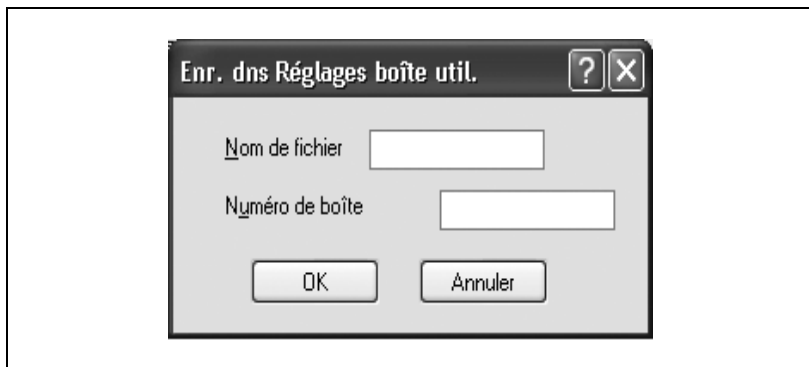 Enr. dns Réglages boîte util.
Nom de fichier
Numéro de boîte
OK Annuler